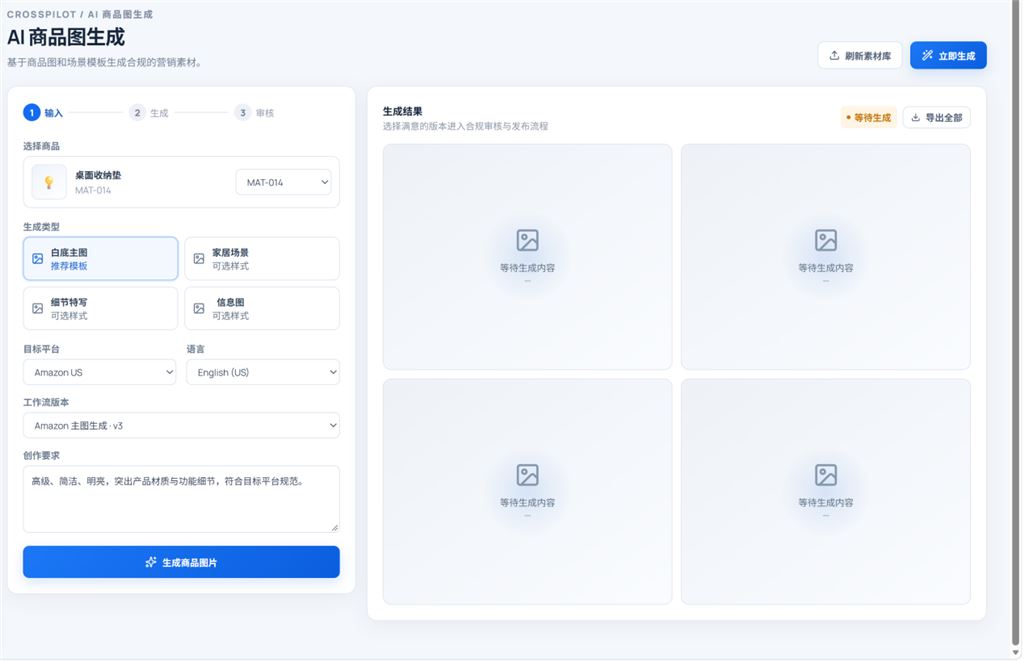 CROSSPILOT / AI 商品图生成
AI 商品图生成
基于商品图和场景模板生成合规的营销素材。
刷新素材库
立即生成
1 输入
2 生成
3 审核
选择商品
桌面收纳垫
MAT-014
MAT-014
生成类型
白底主图
推荐模板
家居场景
可选样式
细节特写
可选样式
信息图
可选样式
目标平台
语言
Amazon US
English (US)
工作流版本
Amazon 主图生成 · v3
创作要求
高级、简洁、明亮，突出产品材质与功能细节，符合目标平台规范。
生成商品图片
生成结果
选择满意的版本进入合规审核与发布流程
等待生成
导出全部
等待生成内容
—
等待生成内容
—
等待生成内容
—
等待生成内容
—